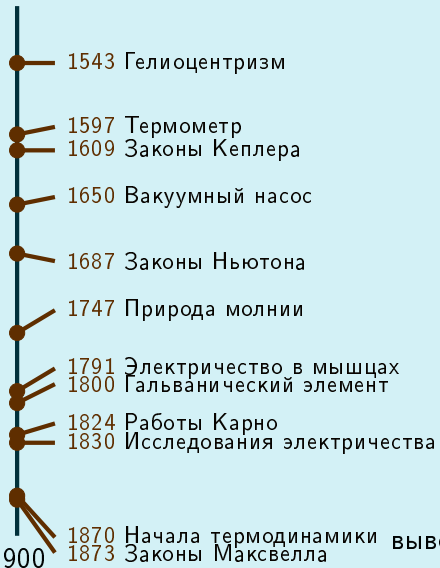 1543 Гелиоцентризм
1597 Термометр
1609 Законы Кеплера
1650 Вакуумный насос
1687 Законы Ньютона
1747 Природа молнии
1791 Электричество в мышцах
1800 Гальванический элемент
1824 Работы Карно
1830 Исследования электричества
1870 Начала термодинамики
1873 Законы Максвелла
900